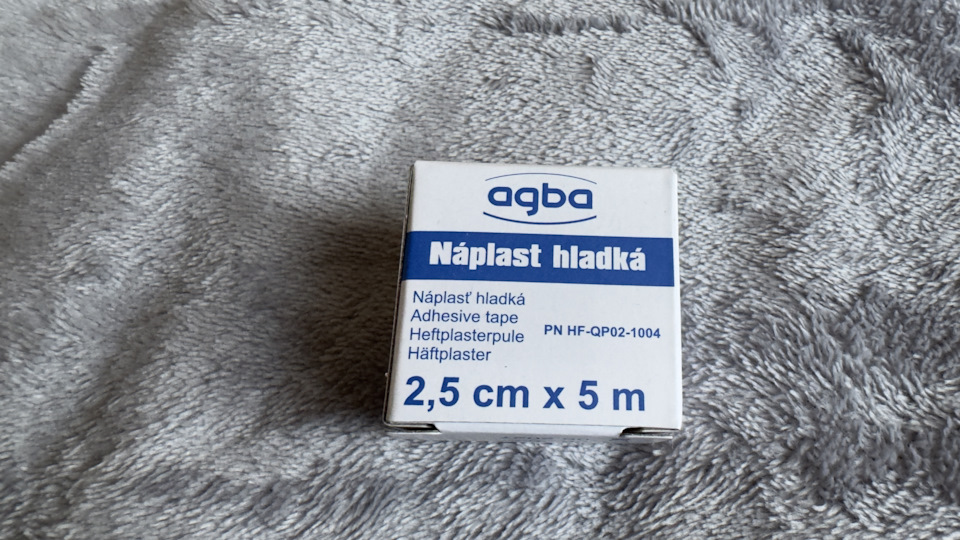 agba
Náplast hladká
Náplasť hladká
Adhesive tape
Heftplasterpule
Häftplaster
PN HF-QP02-1004
2,5 cm x 5 m